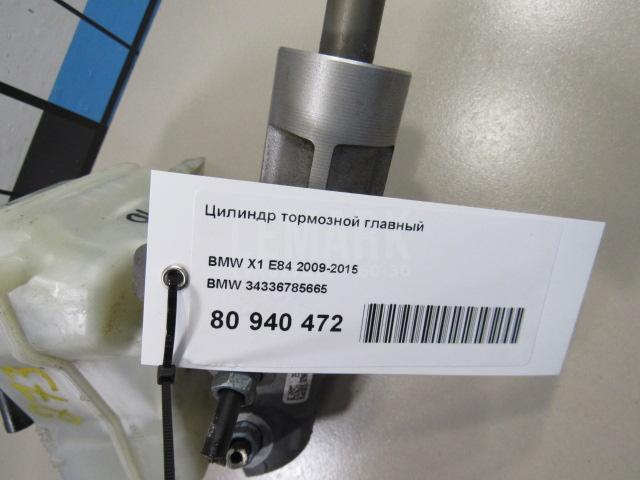 Цилиндр тормозной главный
BMW X1 E84 2009-2015
BMW 34336785665
80 940 472